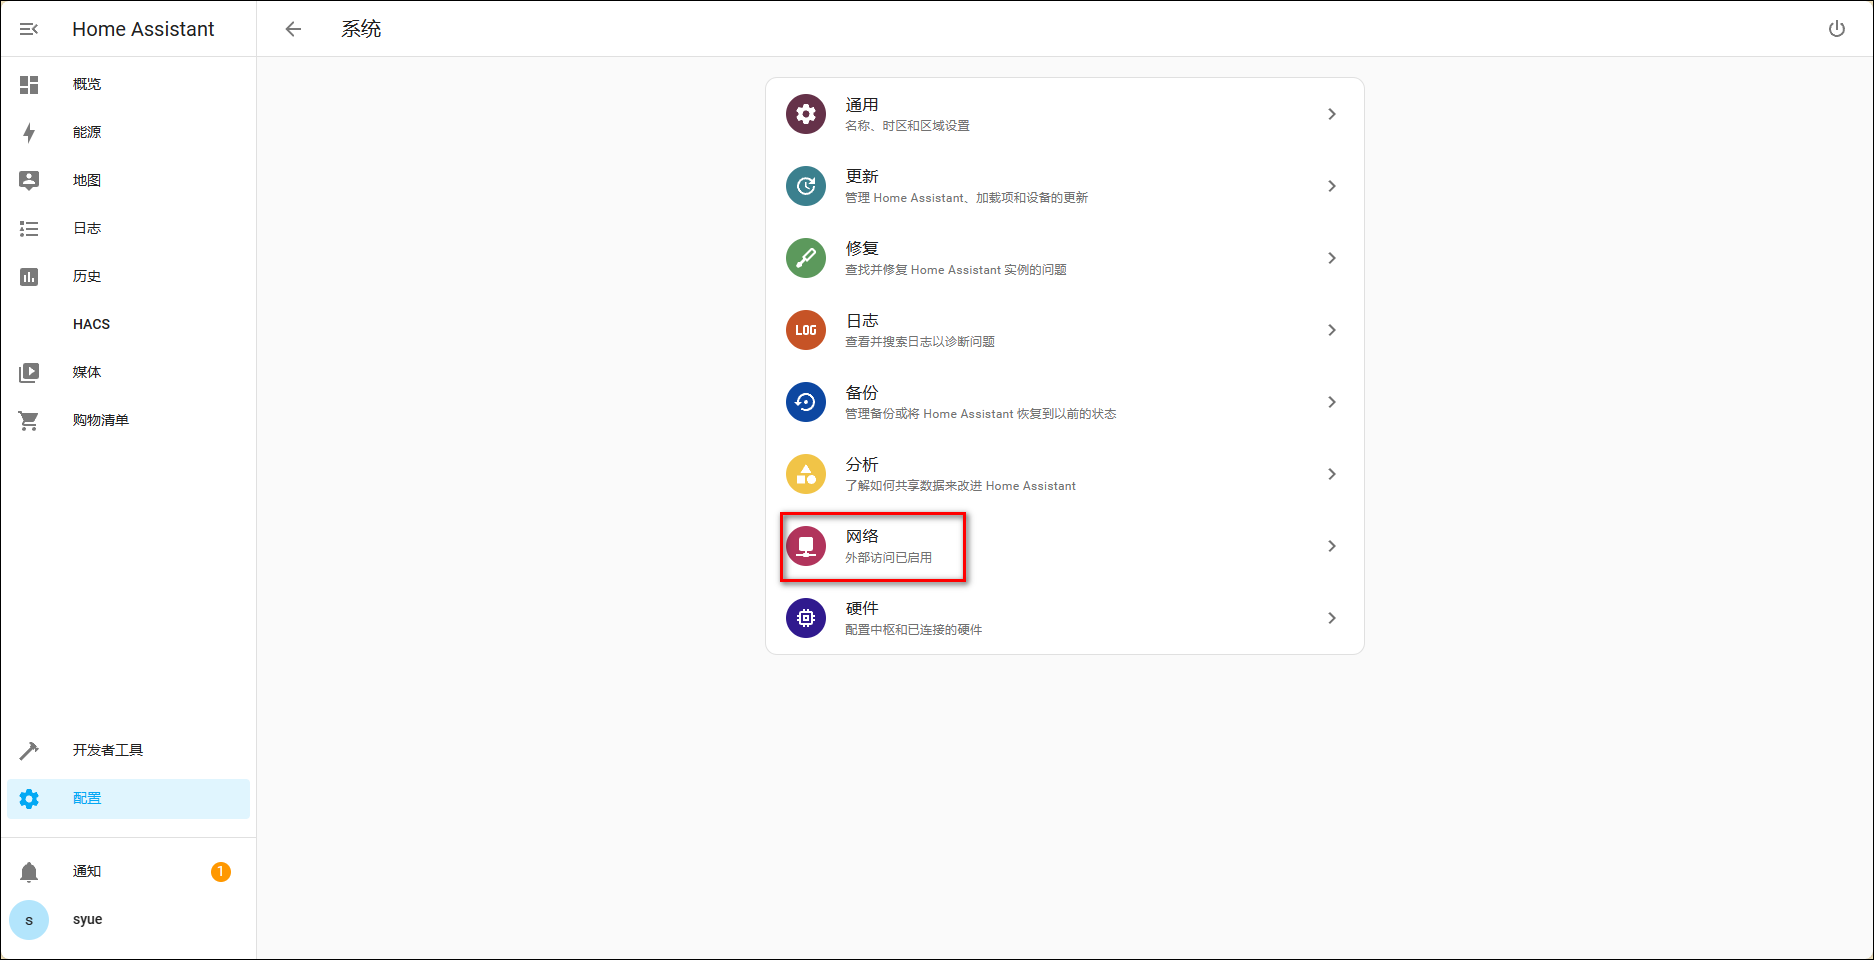 Home Assistant
系统
概览
能源
地图
日志
历史
HACS
媒体
购物清单
开发者工具
配置
通知
1
s
syue
通用
名称、时区和区域设置
更新
管理 Home Assistant、加载项和设备的更新
修复
查找并修复 Home Assistant 实例的问题
LOG
日志
查看并搜索日志以诊断问题
备份
管理备份或将 Home Assistant 恢复到以前的状态
分析
了解如何共享数据来改进 Home Assistant
网络
外部访问已启用
硬件
配置中枢和已连接的硬件